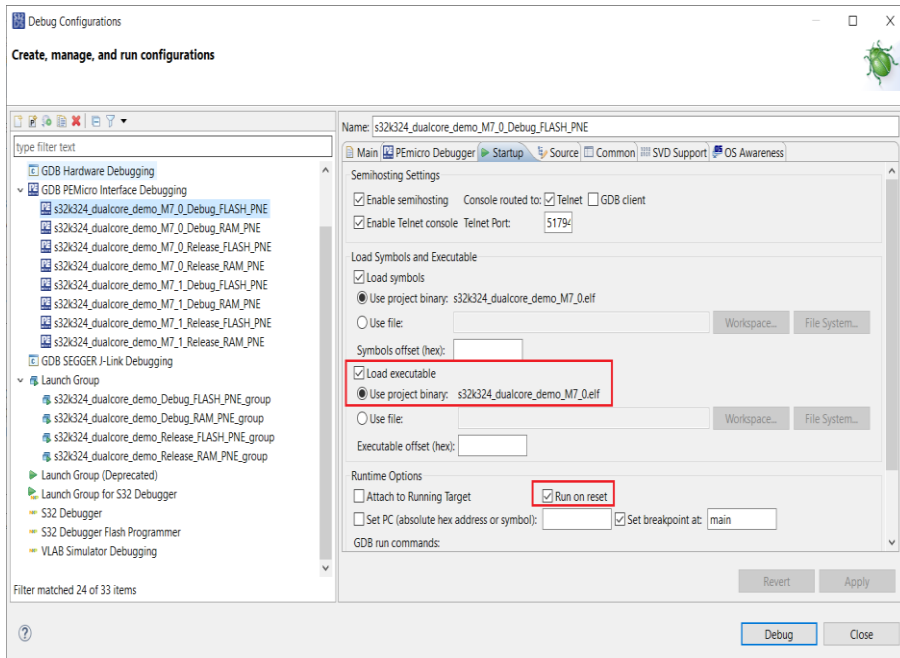 Debug Configurations
Create, manage, and run configurations
type filter text
GDB Hardware Debugging
GDB PEMicro Interface Debugging
s32k324_dualcore_demo_M7_0_Debug_FLASH_PNE
s32k324_dualcore_demo_M7_0_Debug_RAM_PNE
s32k324_dualcore_demo_M7_0_Release_FLASH_PNE
s32k324_dualcore_demo_M7_0_Release_RAM_PNE
s32k324_dualcore_demo_M7_1_Debug_FLASH_PNE
s32k324_dualcore_demo_M7_1_Debug_RAM_PNE
s32k324_dualcore_demo_M7_1_Release_FLASH_PNE
s32k324_dualcore_demo_M7_1_Release_RAM_PNE
GDB SEGGER J-Link Debugging
Launch Group
s32k324_dualcore_demo_Debug_FLASH_PNE_group
s32k324_dualcore_demo_Debug_RAM_PNE_group
s32k324_dualcore_demo_Release_FLASH_PNE_group
s32k324_dualcore_demo_Release_RAM_PNE_group
Launch Group (Deprecated)
Launch Group for S32 Debugger
S32 Debugger
S32 Debugger Flash Programmer
VLAB Simulator Debugging
Filter matched 24 of 33 items
Name: s32k324_dualcore_demo_M7_0_Debug_FLASH_PNE
Main PEmicro Debugger Startup Source Common SVD Support OS Awareness
Semihosting Settings
Enable semihosting Console routed to: Telnet GDB client
Enable Telnet console Telnet Port: 51794
Load Symbols and Executable
Load symbols
Use project binary: s32k324_dualcore_demo_M7_0.elf
Use file: Workspace... File System...
Symbols offset (hex):
Load executable
Use project binary: s32k324_dualcore_demo_M7_0.elf
Use file: Workspace... File System...
Executable offset (hex):
Runtime Options
Attach to Running Target Run on reset
Set PC (absolute hex address or symbol): Set breakpoint at: main
GDB run commands:
Revert Apply
Debug Close